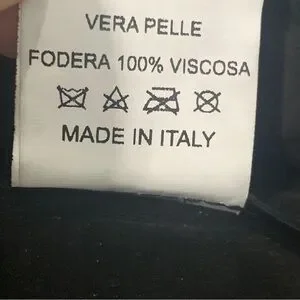 VERA PELLE
FODERA 100% VISCOSA
MADE IN ITALY